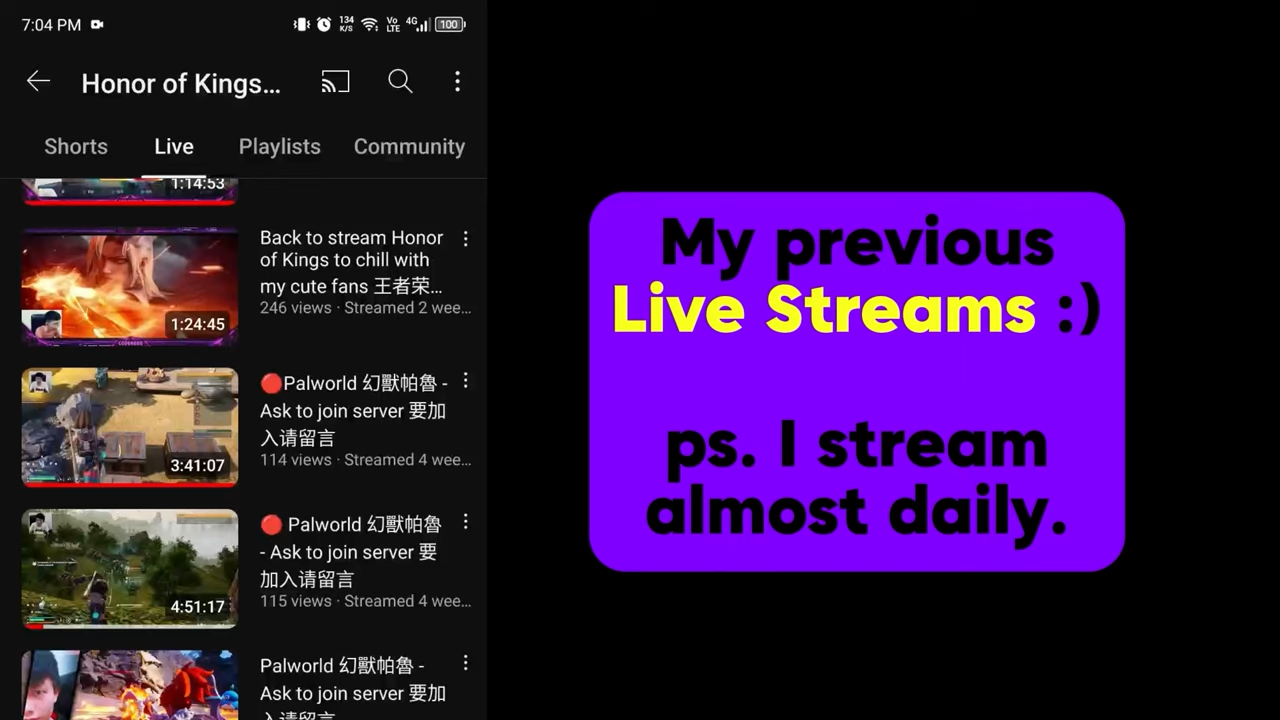 7:04 PM
134
K/S
Vo
LTE
4G
100
Honor of Kings...
Shorts
Live
Playlists
Community
1:14:53
Back to stream Honor
of Kings to chill with
my cute fans 王者荣...
246 views · Streamed 2 wee...
1:24:45
🔴Palworld 幻獸帕魯 -
Ask to join server 要加
入请留言
114 views · Streamed 4 wee...
3:41:07
🔴 Palworld 幻獸帕魯
- Ask to join server 要
加入请留言
115 views · Streamed 4 wee...
4:51:17
Palworld 幻獸帕魯 -
Ask to join server 要加
入请留言
My previous
Live Streams :)
ps. I stream
almost daily.